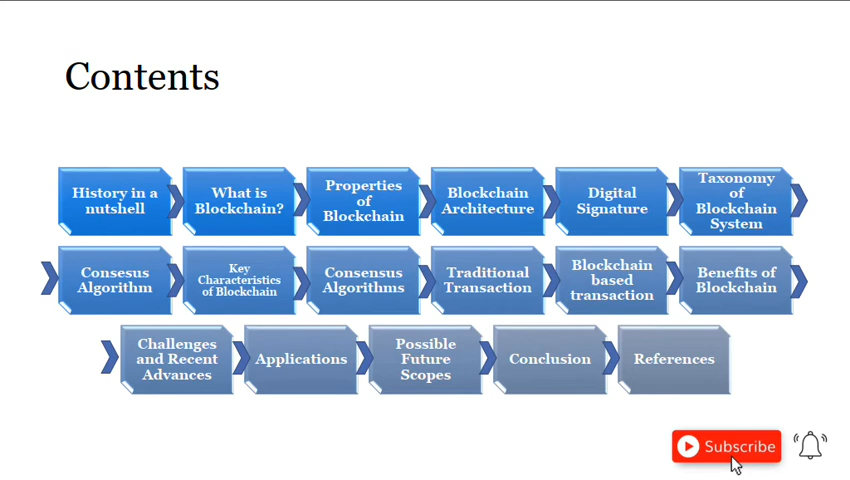 Contents
History in a
nutshell
What is
Blockchain?
Properties
of
Blockchain
Blockchain
Architecture
Digital
Signature
Taxonomy
of
Blockchain
System
Consesus
Algorithm
Key
Characteristics
of Blockchain
Consensus
Algorithms
Traditional
Transaction
Blockchain
based
transaction
Benefits of
Blockchain
Challenges
and Recent
Advances
Applications
Possible
Future
Scopes
Conclusion
References
Subscribe